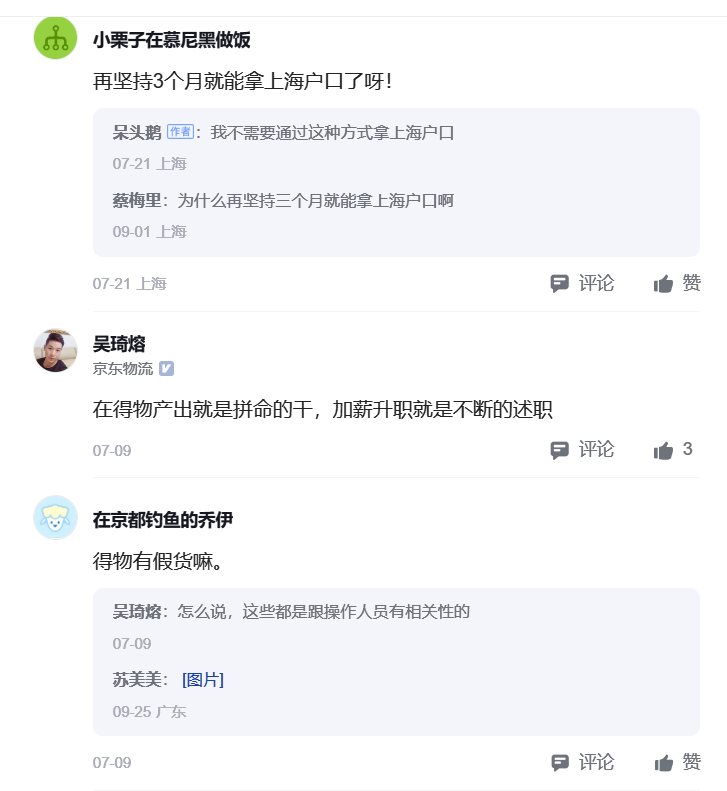 小栗子在慕尼黑做饭
再坚持3个月就能拿上海户口了呀！
呆头鹅 作者：我不需要通过这种方式拿上海户口
07-21 上海
蔡梅里：为什么再坚持三个月就能拿上海户口啊
09-01 上海
07-21 上海 评论 赞
吴琦熔
京东物流 V
在得物产出就是拼命的干，加薪升职就是不断的述职
07-09 评论 3
在京都钓鱼的乔伊
得物有假货嘛。
吴琦熔：怎么说，这些都是跟操作人员有相关性的
07-09
苏美美： [图片]
09-25 广东
07-09 评论 赞